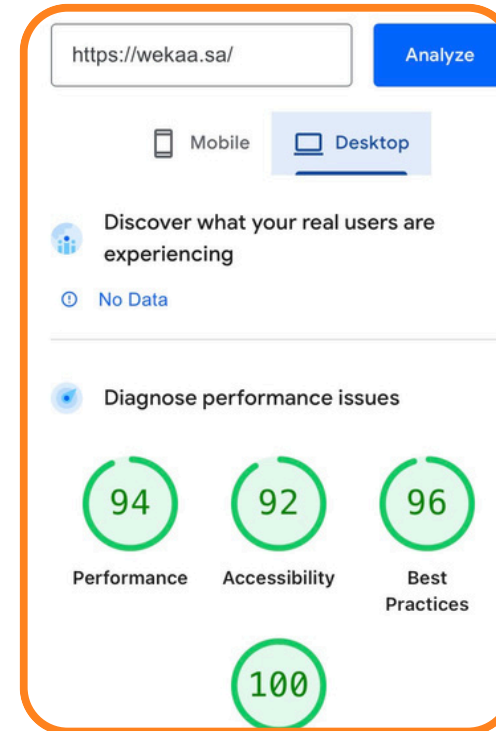 https://wekaa.sa/
Analyze
Mobile
Desktop
Discover what your real users are
experiencing
No Data
Diagnose performance issues
94
92
96
Performance
Accessibility
Best
Practices
100